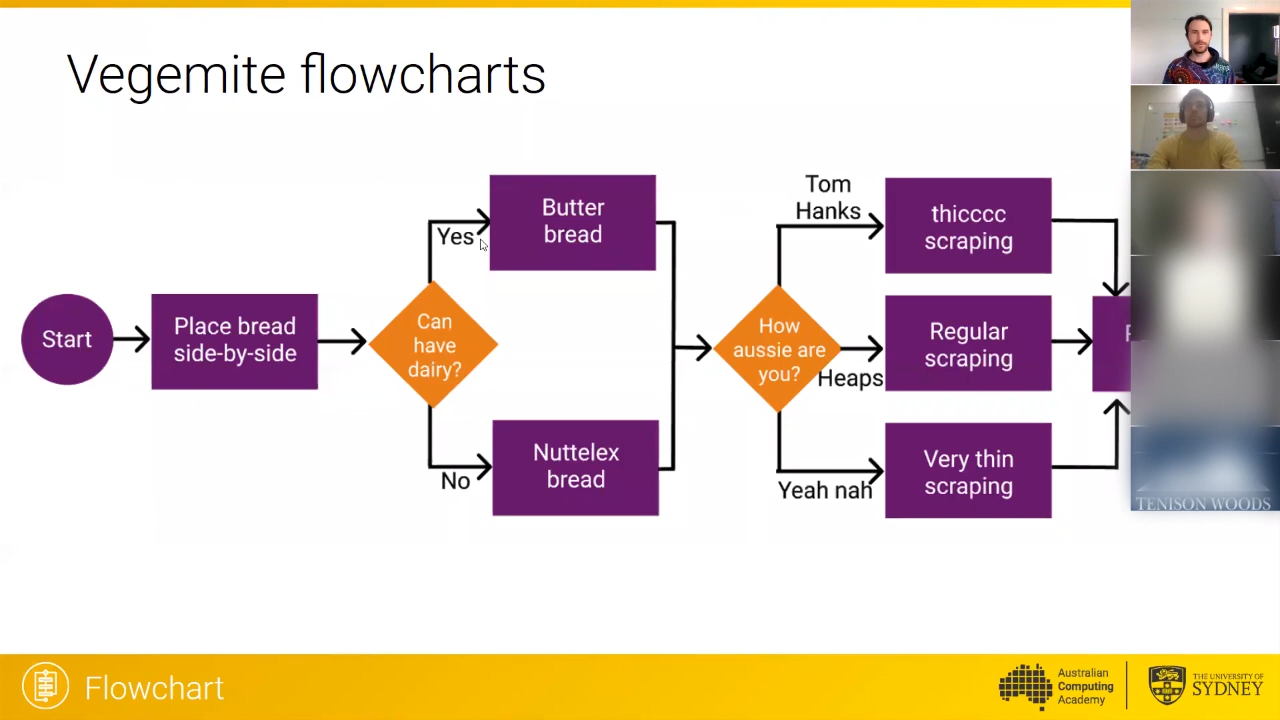 Vegemite flowcharts
Start
Place bread
side-by-side
Can
have
dairy?
Yes
No
Butter
bread
Nuttelex
bread
How
aussie are
you?
Tom
Hanks
Heaps
Yeah nah
thicccc
scraping
Regular
scraping
Very thin
scraping
TENISON WOODS
Flowchart
Australian
Computing
Academy
THE UNIVERSITY OF
SYDNEY